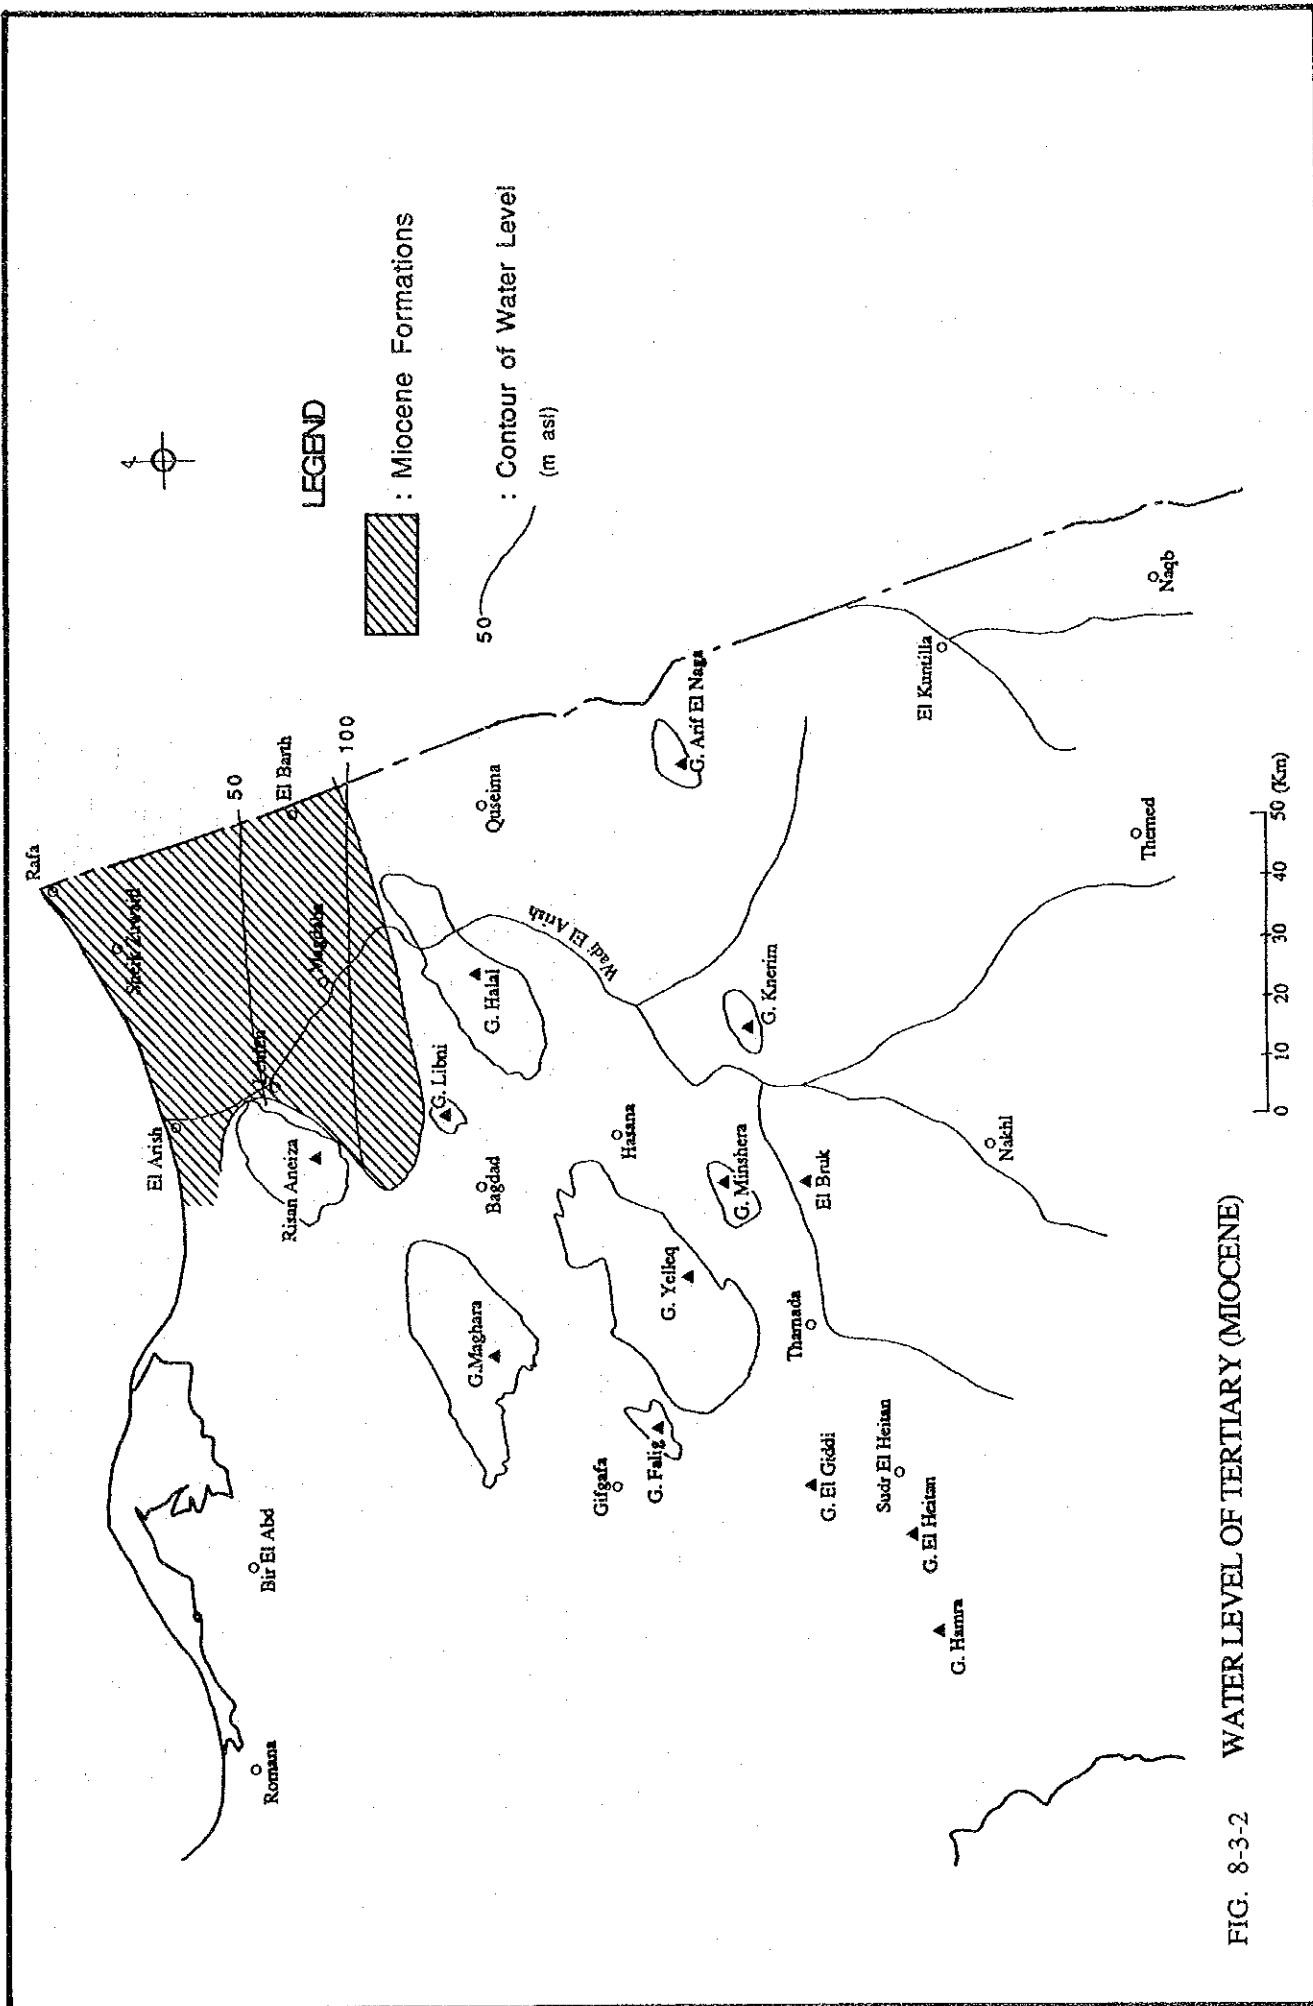 Rafa
Sheik Zuwaid
El Arish
50
El Barth
100
Lehfen
Magdaba
Risan Aneiza
LEGEND
: Miocene Formations
50
: Contour of Water Level
(m asl)
Romana
Bir El Abd
G.Maghara
Bagdad
G. Libni
G. Halal
Quseima
Wadi El Arish
Gifgafa
G. Falig
G. Yelleq
Hasana
G. Minshera
G. Knerim
G. Arif El Naga
G. El Giddi
Thamada
El Bruk
Sudr El Heitan
G. El Heitan
G. Hamra
Nakhl
El Kuntilla
Themed
Naqb
0 10 20 30 40 50 (Km)
FIG. 8-3-2 WATER LEVEL OF TERTIARY (MIOCENE)